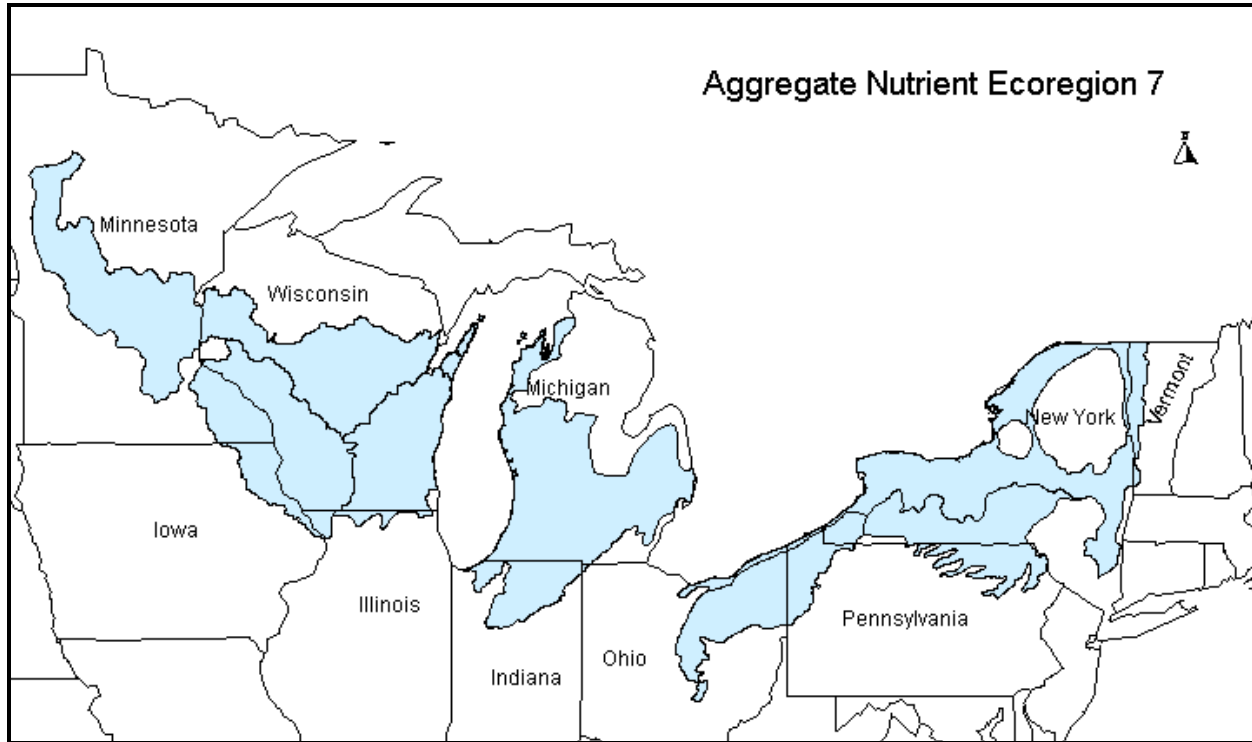 Aggregate Nutrient Ecoregion 7
N
Minnesota
Wisconsin
Michigan
New York
Vermont
Iowa
Illinois
Indiana
Ohio
Pennsylvania